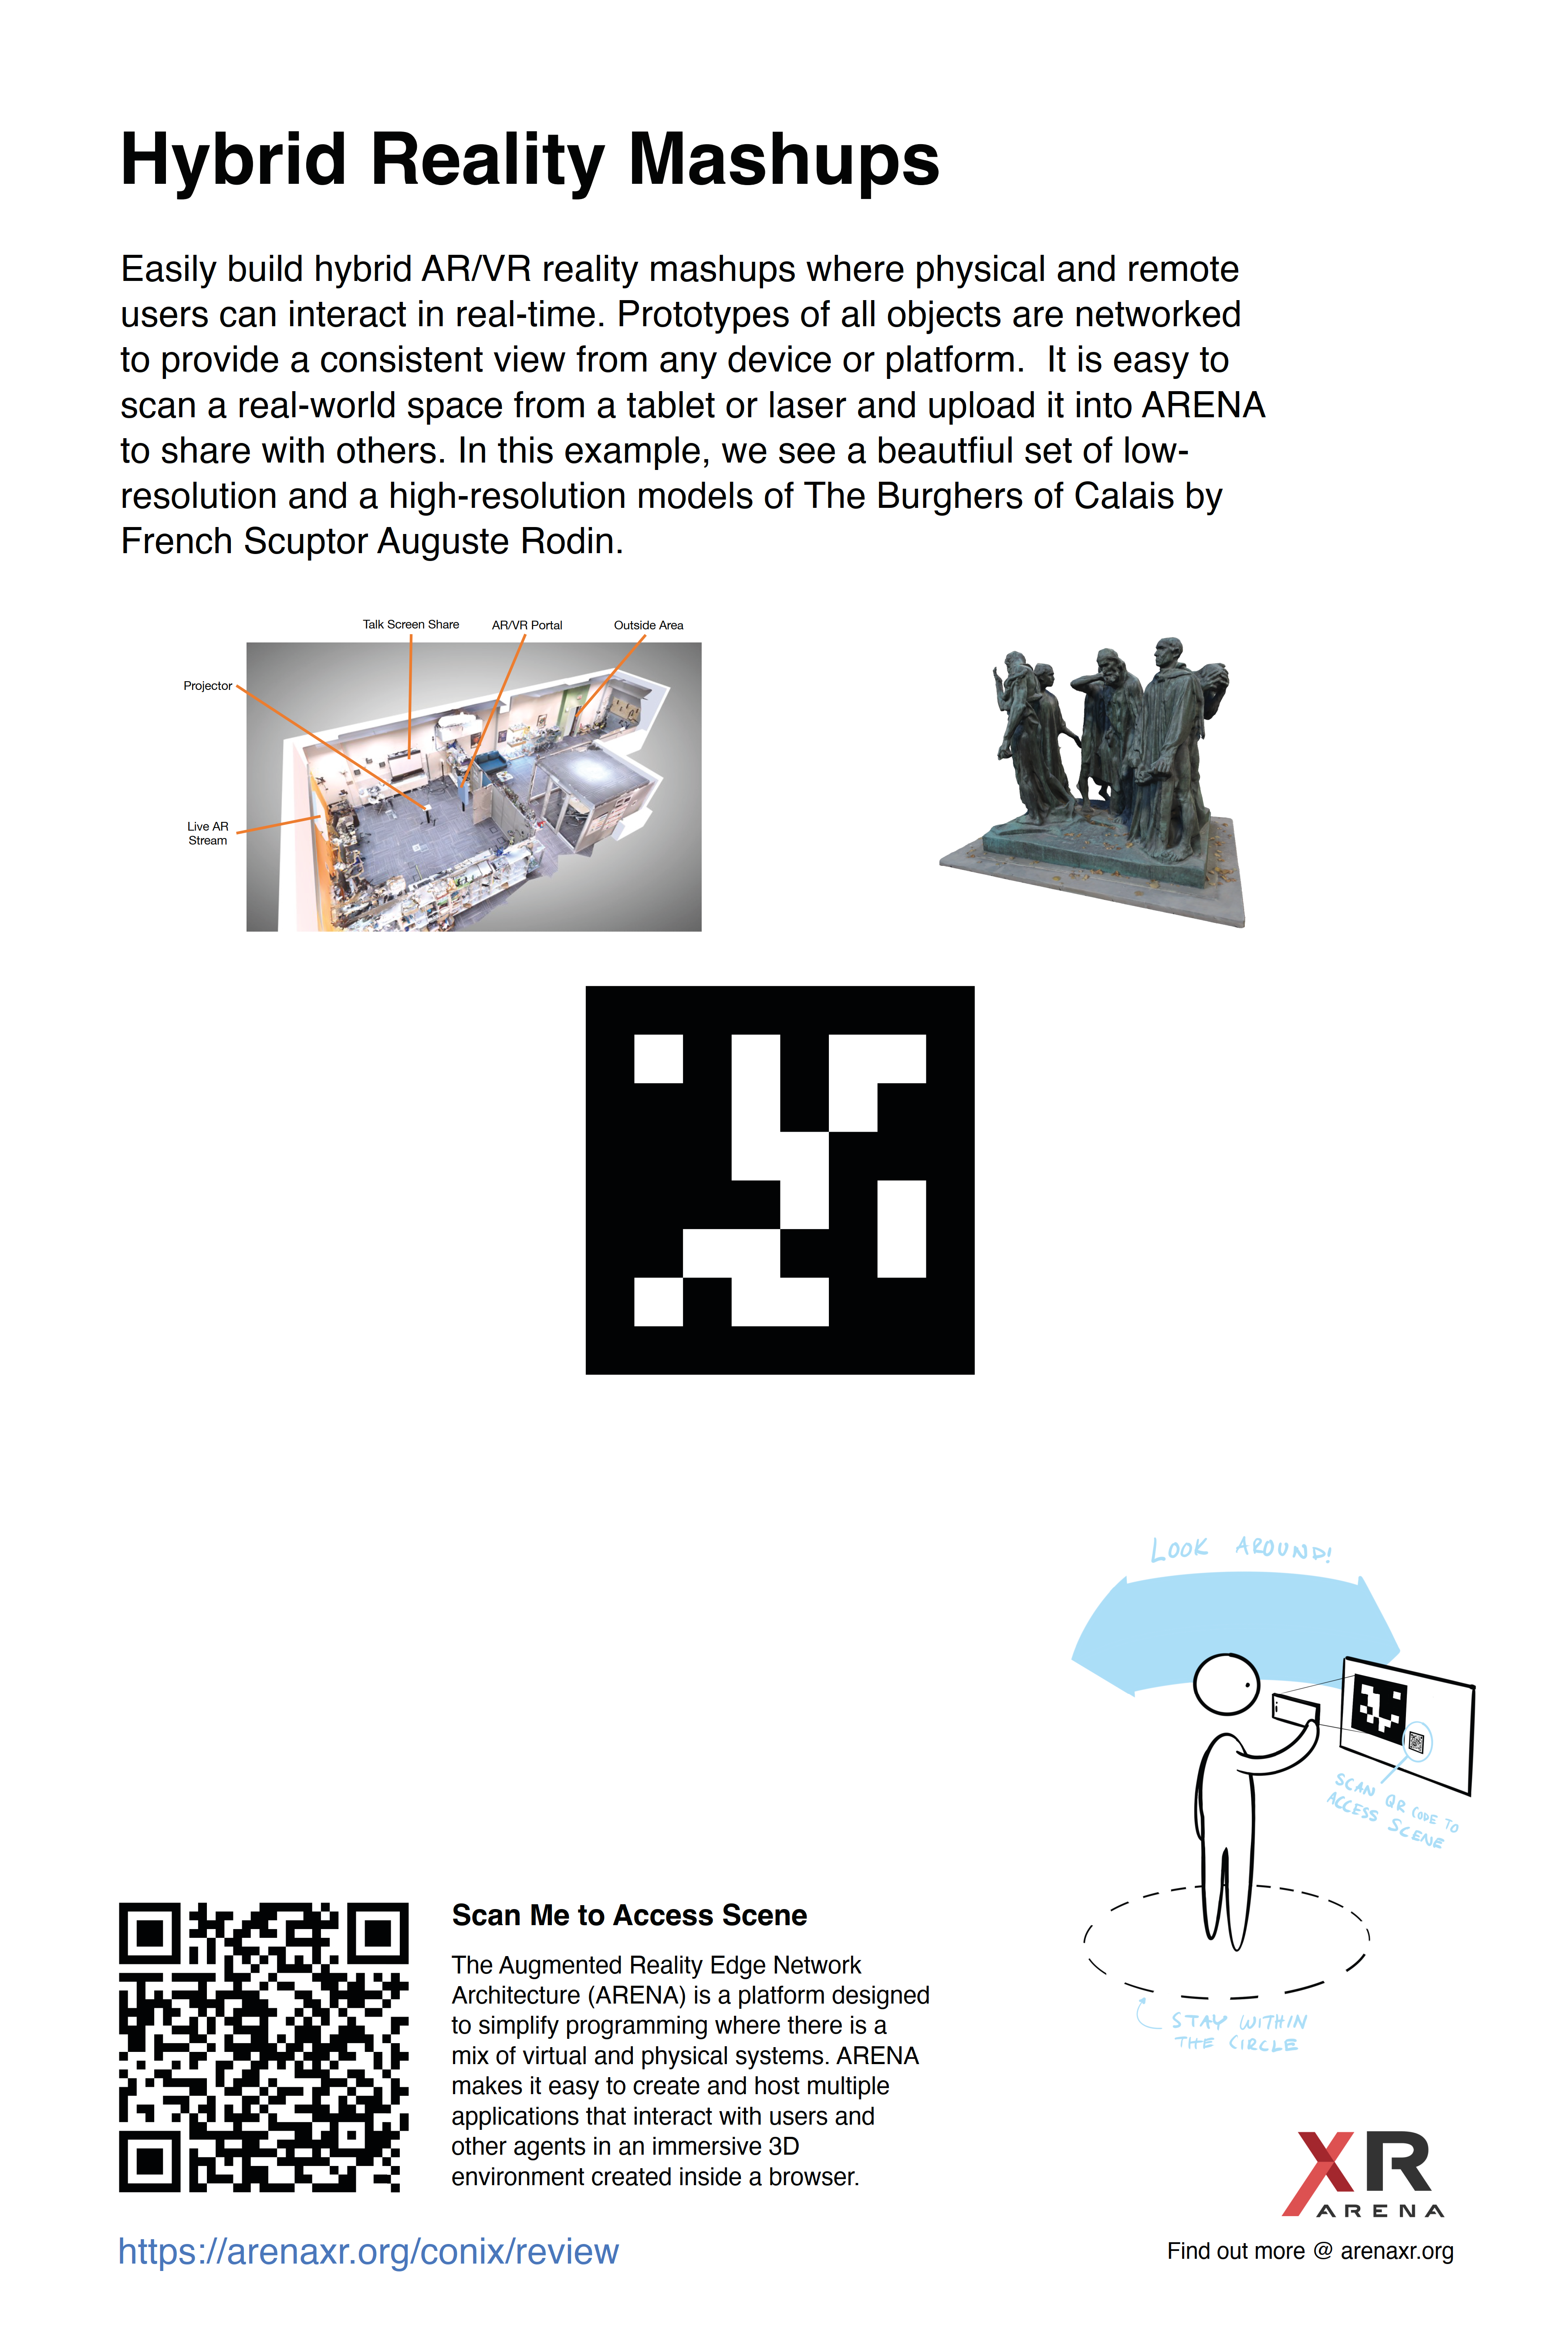 Hybrid Reality Mashups
Easily build hybrid AR/VR reality mashups where physical and remote
users can interact in real-time. Prototypes of all objects are networked
to provide a consistent view from any device or platform.  It is easy to
scan a real-world space from a tablet or laser and upload it into ARENA
to share with others. In this example, we see a beautfiul set of low-
resolution and a high-resolution models of The Burghers of Calais by
French Scuptor Auguste Rodin.
Talk Screen Share
AR/VR Portal
Outside Area
Projector
Live AR
Stream
LOOK AROUND!
SCAN QR CODE TO
ACCESS SCENE
STAY WITHIN
THE CIRCLE
Scan Me to Access Scene
The Augmented Reality Edge Network
Architecture (ARENA) is a platform designed
to simplify programming where there is a
mix of virtual and physical systems. ARENA
makes it easy to create and host multiple
applications that interact with users and
other agents in an immersive 3D
environment created inside a browser.
https://arenaxr.org/conix/review
XR
ARENA
Find out more @ arenaxr.org